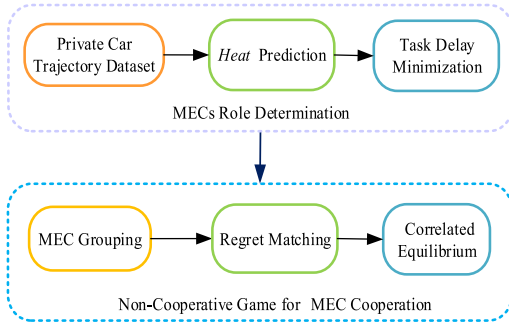 Private Car
Trajectory Dataset
Heat Prediction
Task Delay
Minimization
MECs Role Determination
MEC Grouping
Regret Matching
Correlated
Equilibrium
Non-Cooperative Game for MEC Cooperation